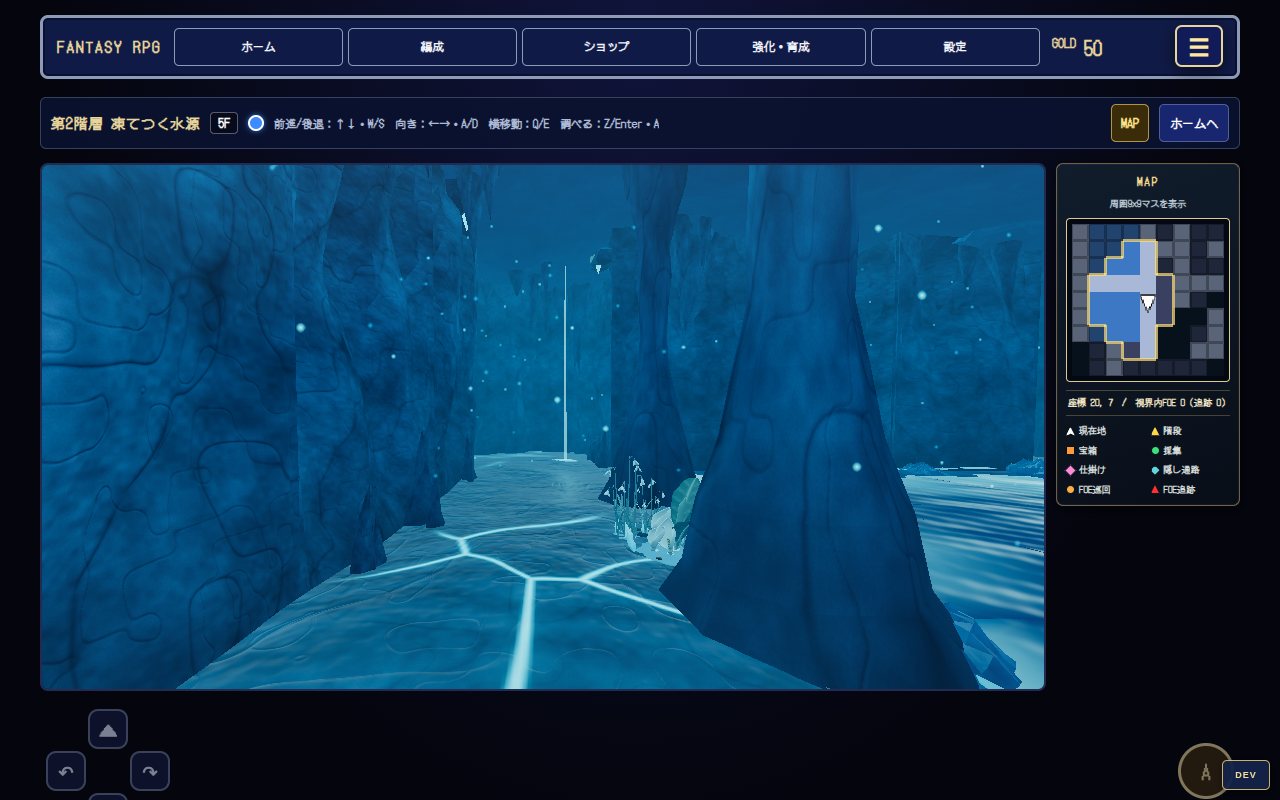 FANTASY RPG
ホーム
編成
ショップ
強化・育成
設定
GOLD 50
第2階層 凍てつく水源
5F
前進/後退：↑↓・W/S 向き：←→・A/D 横移動：Q/E 調べる：Z/Enter・A
MAP
ホームへ
MAP
周囲9x9マスを表示
座標 20, 7 / 視界内FOE 0 (追跡 0)
現在地
階段
宝箱
採集
仕掛け
隠し通路
FOE巡回
FOE追跡
A
DEV